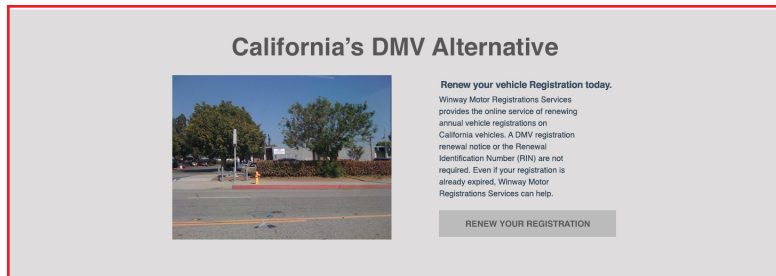 California's DMV Alternative
Renew your vehicle Registration today.
Winway Motor Registrations Services
provides the online service of renewing
annual vehicle registrations on
California vehicles. A DMV registration
renewal notice or the Renewal
Identification Number (RIN) are not
required. Even if your registration is
already expired, Winway Motor
Registrations Services can help.
RENEW YOUR REGISTRATION